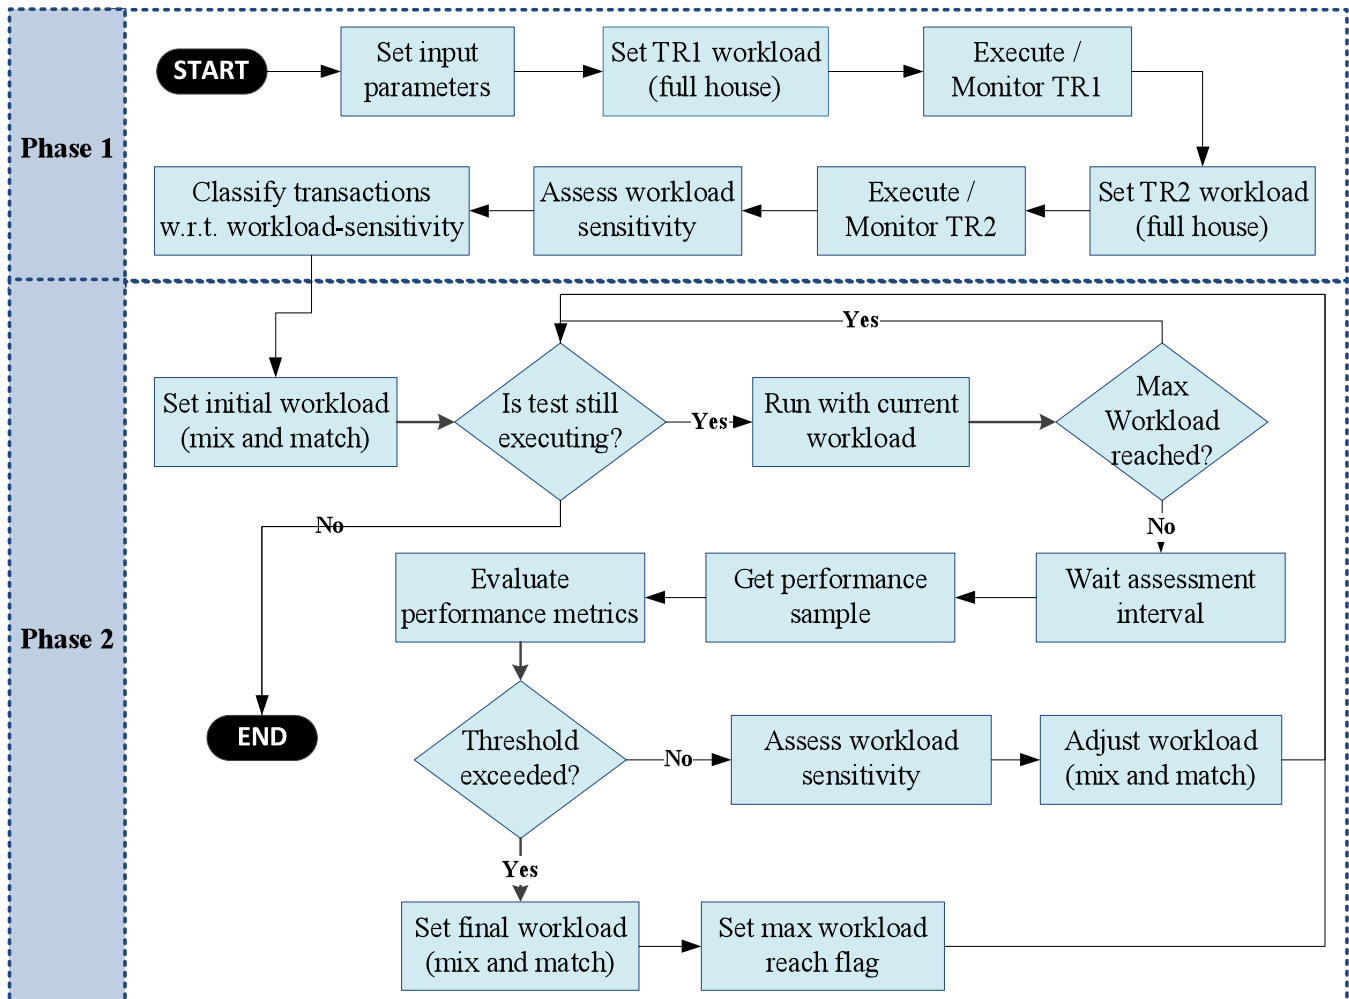 START
Set input
parameters
Set TR1 workload
(full house)
Execute /
Monitor TR1
Phase 1
Classify transactions
w.r.t. workload-sensitivity
Assess workload
sensitivity
Execute /
Monitor TR2
Set TR2 workload
(full house)
Yes
Set initial workload
(mix and match)
Is test still
executing?
Yes
Run with current
workload
Max
Workload
reached?
No
No
Evaluate
performance metrics
Get performance
sample
Wait assessment
interval
Phase 2
END
Threshold
exceeded?
No
Assess workload
sensitivity
Adjust workload
(mix and match)
Yes
Set final workload
(mix and match)
Set max workload
reach flag